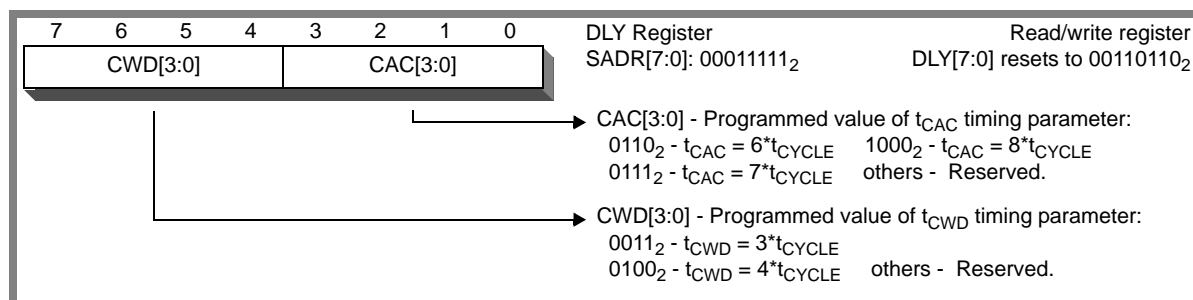 7 6 5 4 3 2 1 0
CWD[3:0] CAC[3:0]
DLY Register Read/write register
SADR[7:0]: 00011111₂ DLY[7:0] resets to 00110110₂
CAC[3:0] - Programmed value of tCAC timing parameter:
0110₂ - tCAC = 6*tCYCLE 1000₂ - tCAC = 8*tCYCLE
0111₂ - tCAC = 7*tCYCLE others - Reserved.
CWD[3:0] - Programmed value of tCWD timing parameter:
0011₂ - tCWD = 3*tCYCLE
0100₂ - tCWD = 4*tCYCLE others - Reserved.